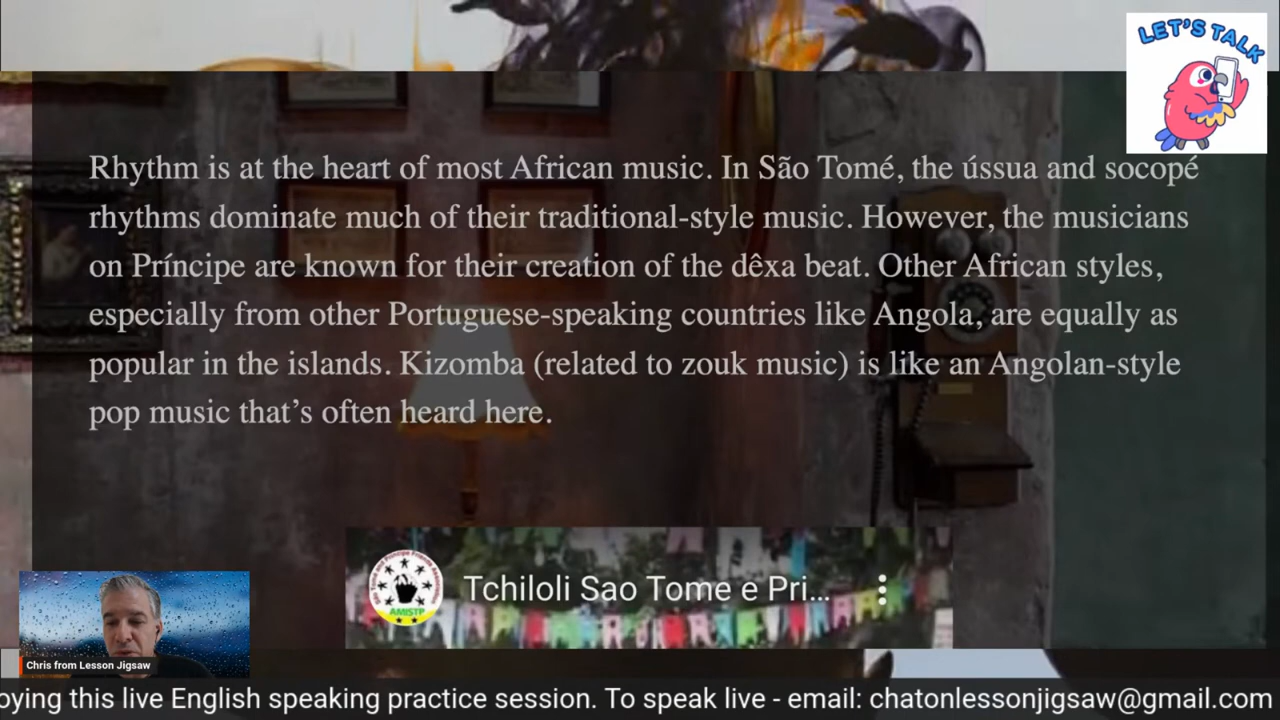 LET'S TALK
Rhythm is at the heart of most African music. In São Tomé, the ússua and socopé
rhythms dominate much of their traditional-style music. However, the musicians
on Príncipe are known for their creation of the dêxa beat. Other African styles,
especially from other Portuguese-speaking countries like Angola, are equally as
popular in the islands. Kizomba (related to zouk music) is like an Angolan-style
pop music that's often heard here.
AMISTP
Tchiloli Sao Tome e Pri...
Chris from Lesson Jigsaw
oying this live English speaking practice session. To speak live - email: chatonlessonjigsaw@gmail.com